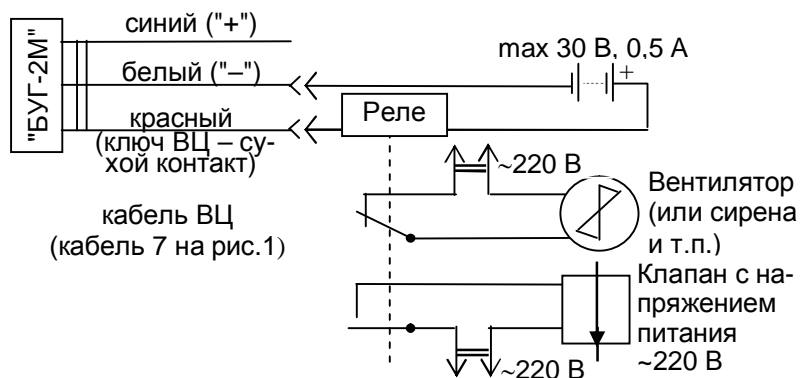 "БУГ-2М"
синий ("+")
белый ("–")
красный
(ключ ВЦ – су-
хой контакт)
кабель ВЦ
(кабель 7 на рис.1)
max 30 В, 0,5 А
+
Реле
~220 В
Вентилятор
(или сирена
и т.п.)
Клапан с на-
пряжением
питания
~220 В
~220 В